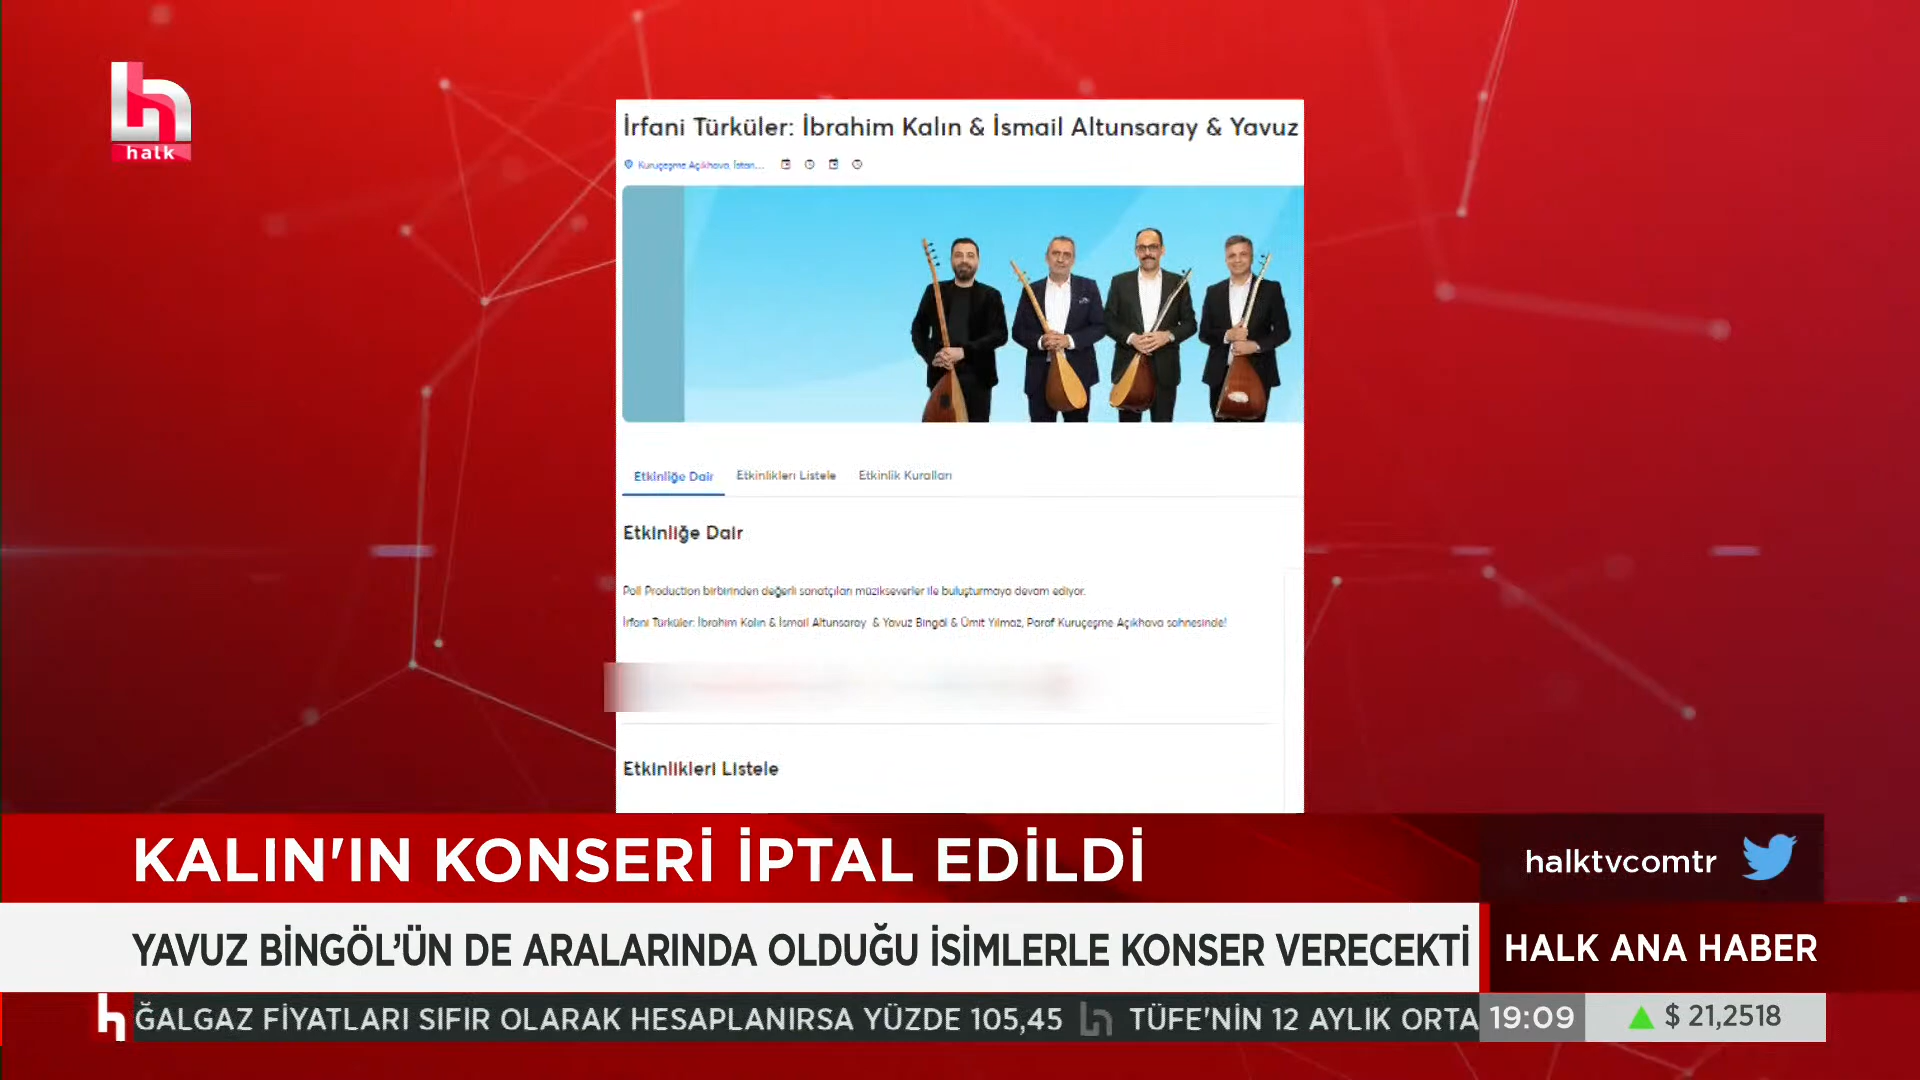 halk
İrfani Türküler: İbrahim Kalın & İsmail Altunsaray & Yavuz
Kuruçeşme Açıkhava, İstan...
Etkinliğe Dair Etkinlikleri Listele Etkinlik Kuralları
Etkinliğe Dair
Poll Production birbirinden değerli sanatçıları müzikseverler ile buluşturmaya devam ediyor.
İrfani Türküler: İbrahim Kalın & İsmail Altunsaray & Yavuz Bingöl & Ümit Yılmaz, Paraf Kuruçeşme Açıkhava sahnesinde!
Etkinlikleri Listele
KALIN'IN KONSERİ İPTAL EDİLDİ
halktvcomtr
YAVUZ BİNGÖL'ÜN DE ARALARINDA OLDUĞU İSİMLERLE KONSER VERECEKTİ
HALK ANA HABER
ĞALGAZ FİYATLARI SIFIR OLARAK HESAPLANIRSA YÜZDE 105,45 TÜFE'NİN 12 AYLIK ORTA 19:09 $ 21,2518